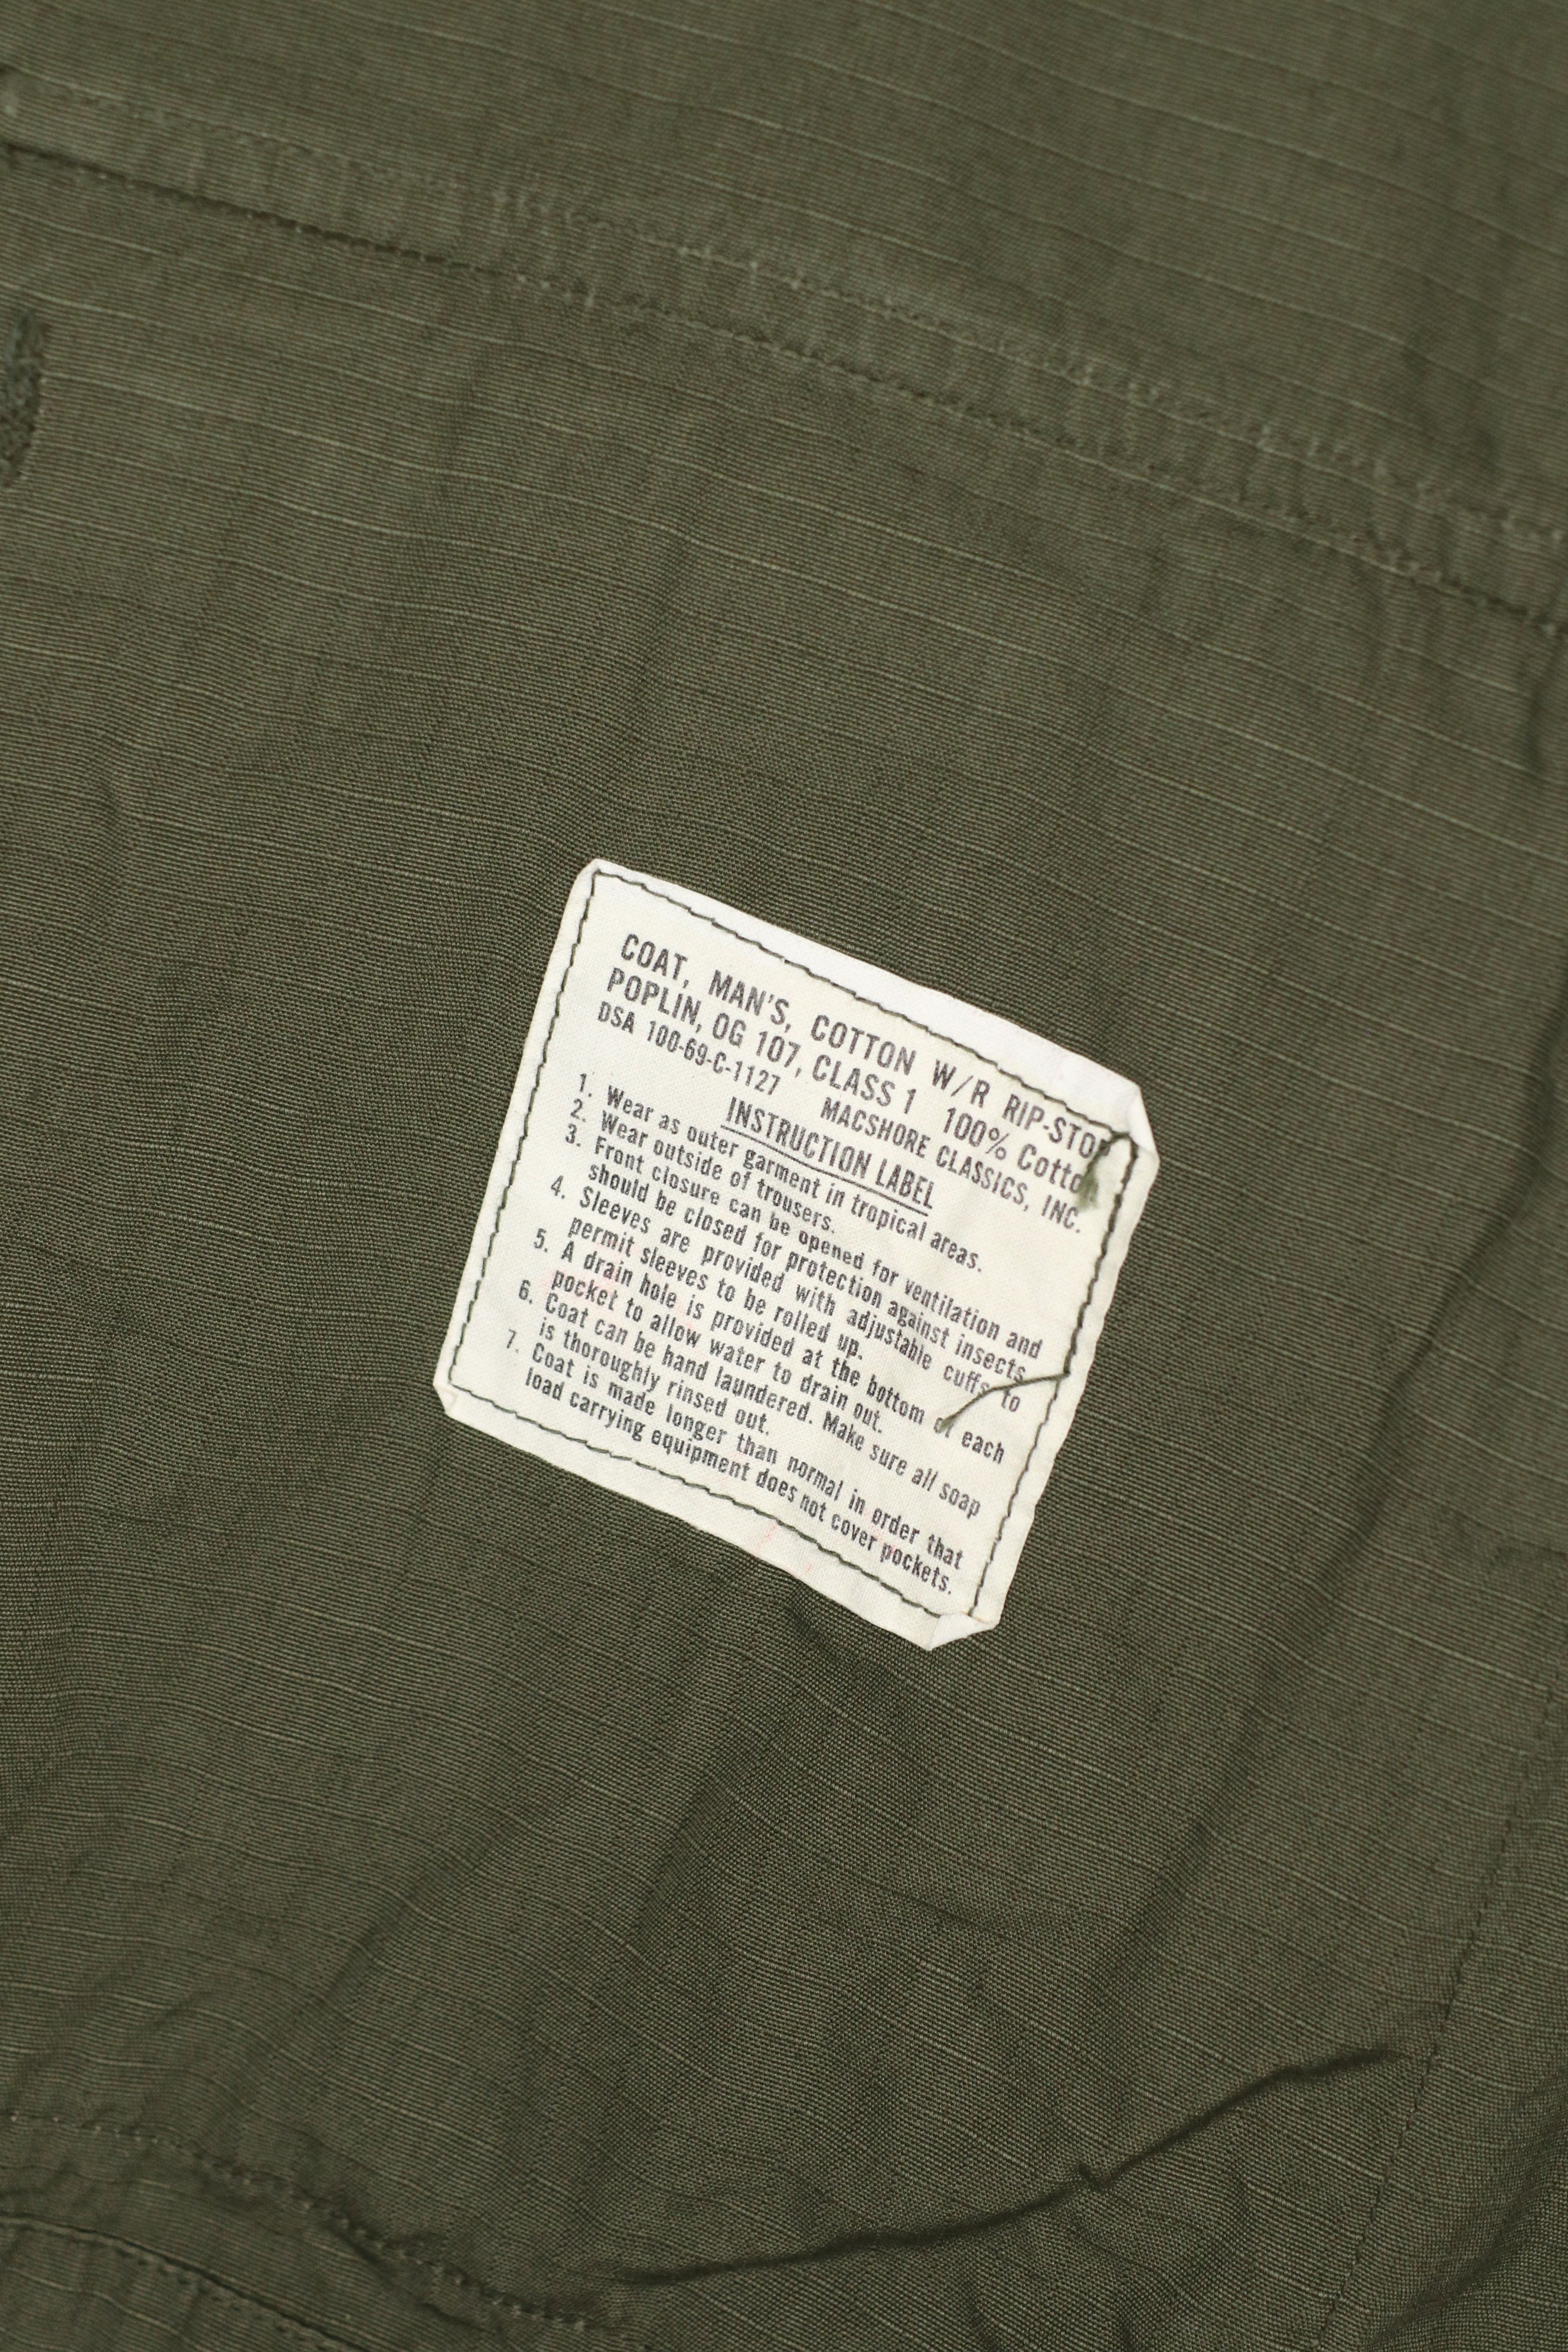 COAT, MAN'S, COTTON W/R RIP-STOP
POPLIN, OG 107, CLASS 1 100% Cotto
DSA 100-69-C-1127 MACSHORE CLASSICS, INC.
INSTRUCTION LABEL
1. Wear as outer garment in tropical areas.
2. Wear outside of trousers.
3. Front closure can be opened for ventilation and
should be closed for protection against insects
4. Sleeves are provided with adjustable cuffs to
permit sleeves to be rolled up.
5. A drain hole is provided at the bottom of each
pocket to allow water to drain out.
6. Coat can be hand laundered. Make sure all soap
is thoroughly rinsed out.
7. Coat is made longer than normal in order that
load carrying equipment does not cover pockets.